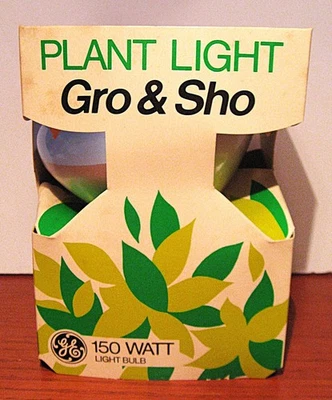 PLANT LIGHT
Gro & Sho
GE
150 WATT
LIGHT BULB